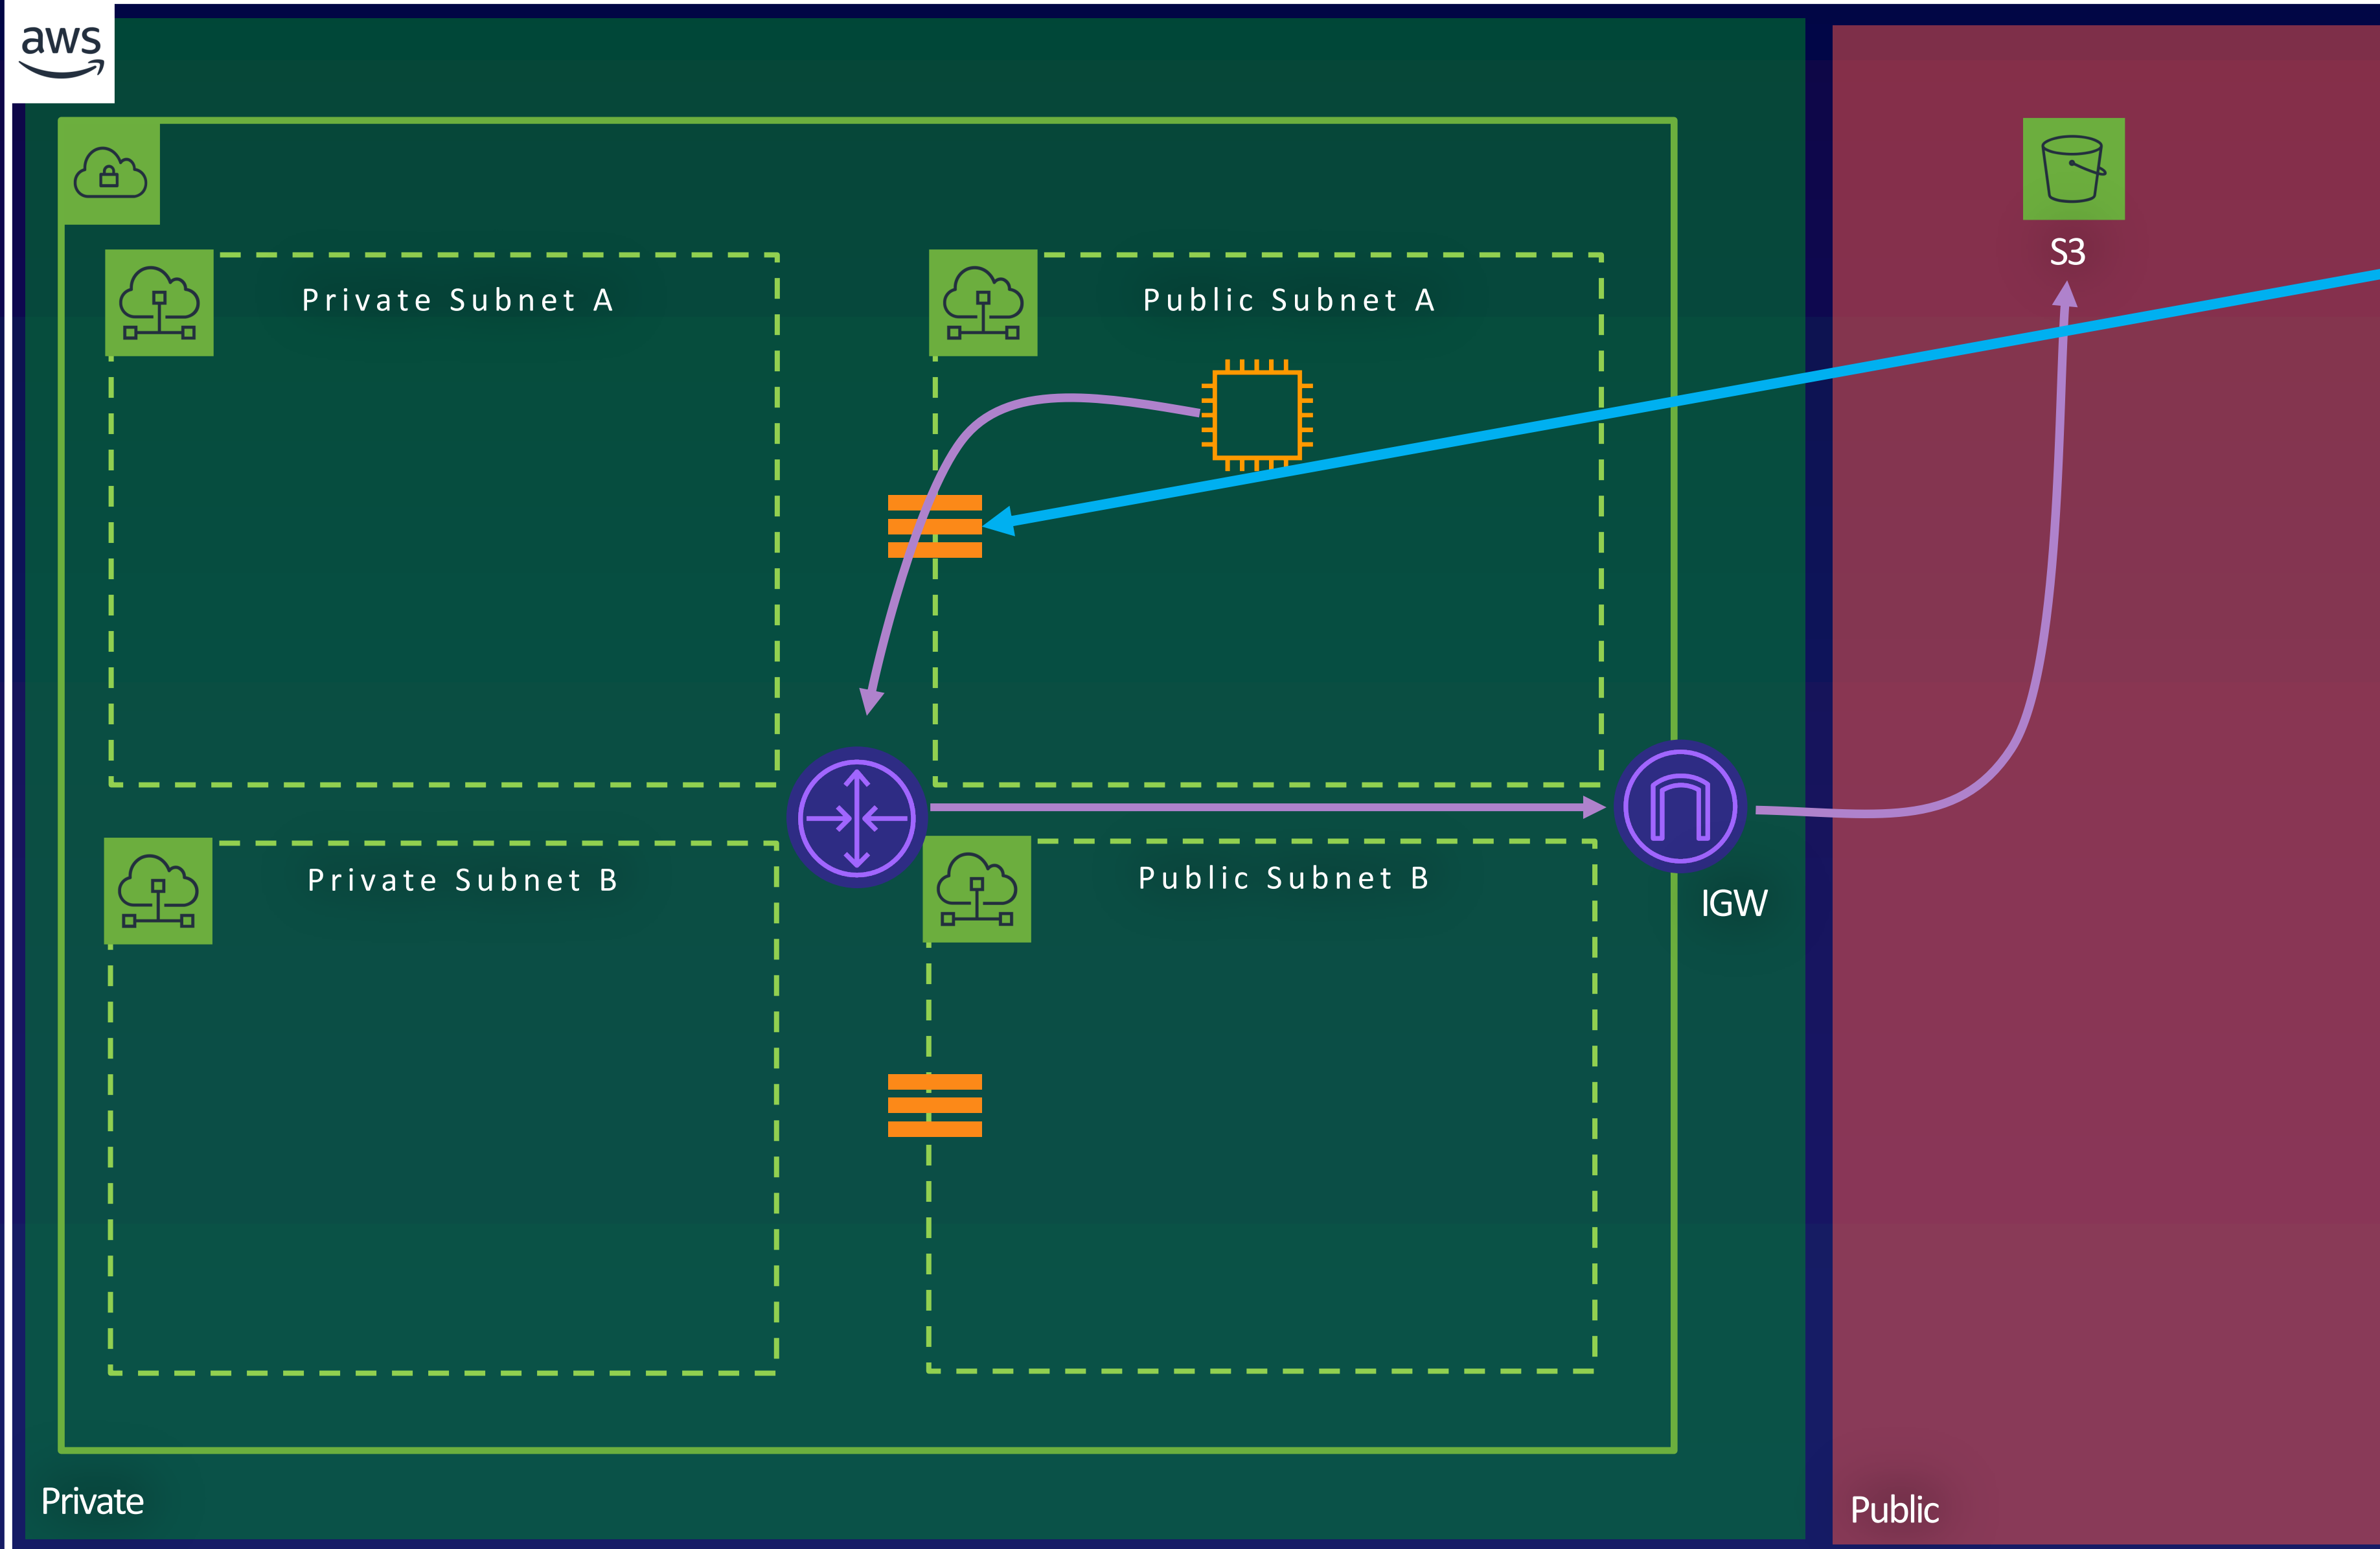 aws
S3
Private Subnet A
Public Subnet A
Private Subnet B
Public Subnet B
IGW
Private
Public